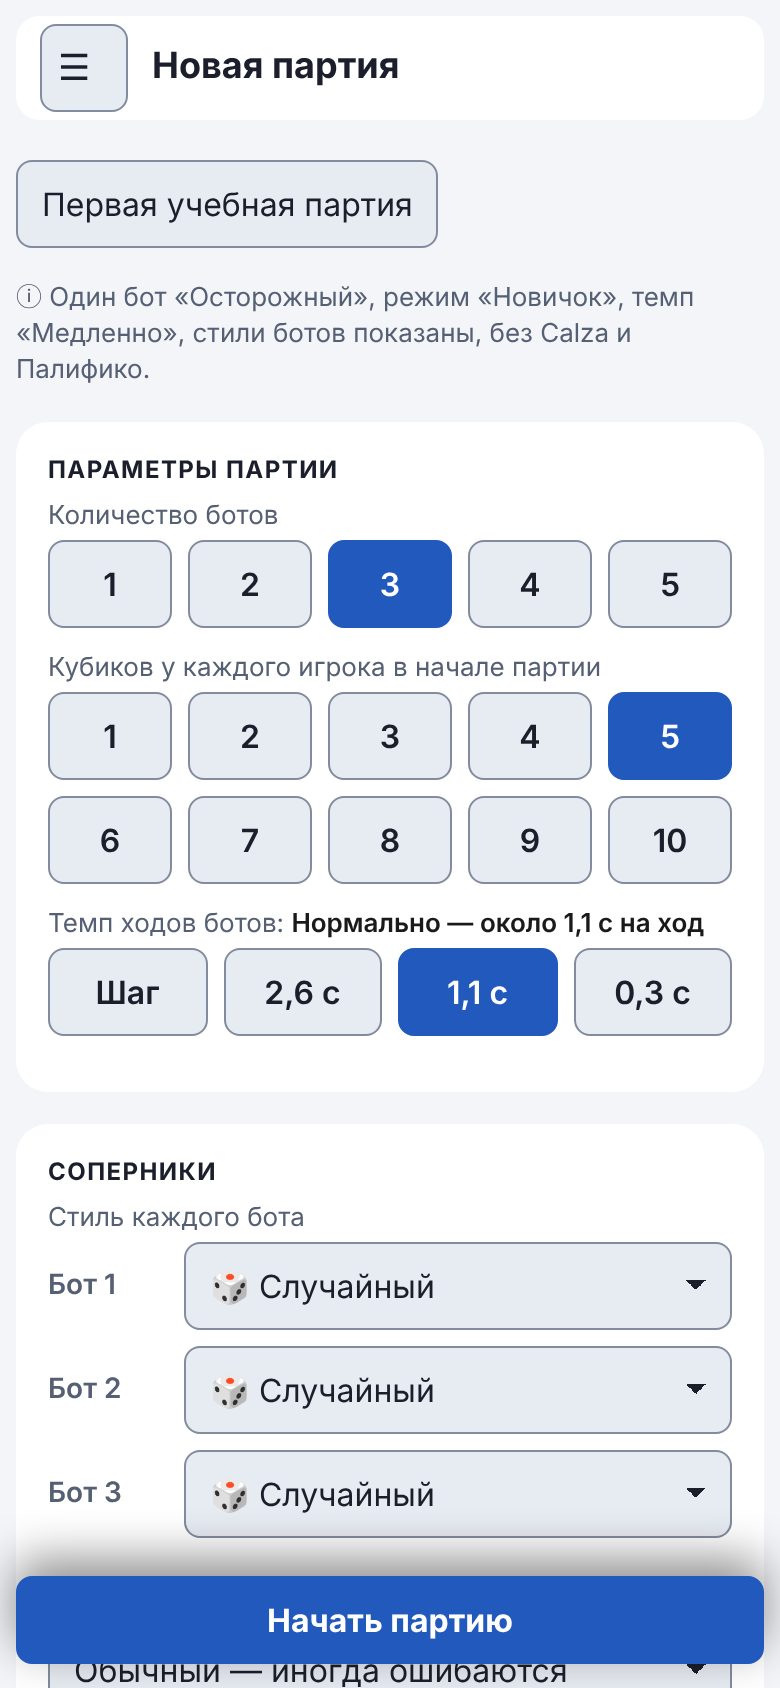 ☰ Новая партия
Первая учебная партия
ⓘ Один бот «Осторожный», режим «Новичок», темп
«Медленно», стили ботов показаны, без Calza и
Палифико.
ПАРАМЕТРЫ ПАРТИИ
Количество ботов
1 2 3 4 5
Кубиков у каждого игрока в начале партии
1 2 3 4 5
6 7 8 9 10
Темп ходов ботов: Нормально — около 1,1 с на ход
Шаг 2,6 с 1,1 с 0,3 с
СОПЕРНИКИ
Стиль каждого бота
Бот 1 🎲 Случайный
Бот 2 🎲 Случайный
Бот 3 🎲 Случайный
Начать партию
Обычный — иногда ошибаются